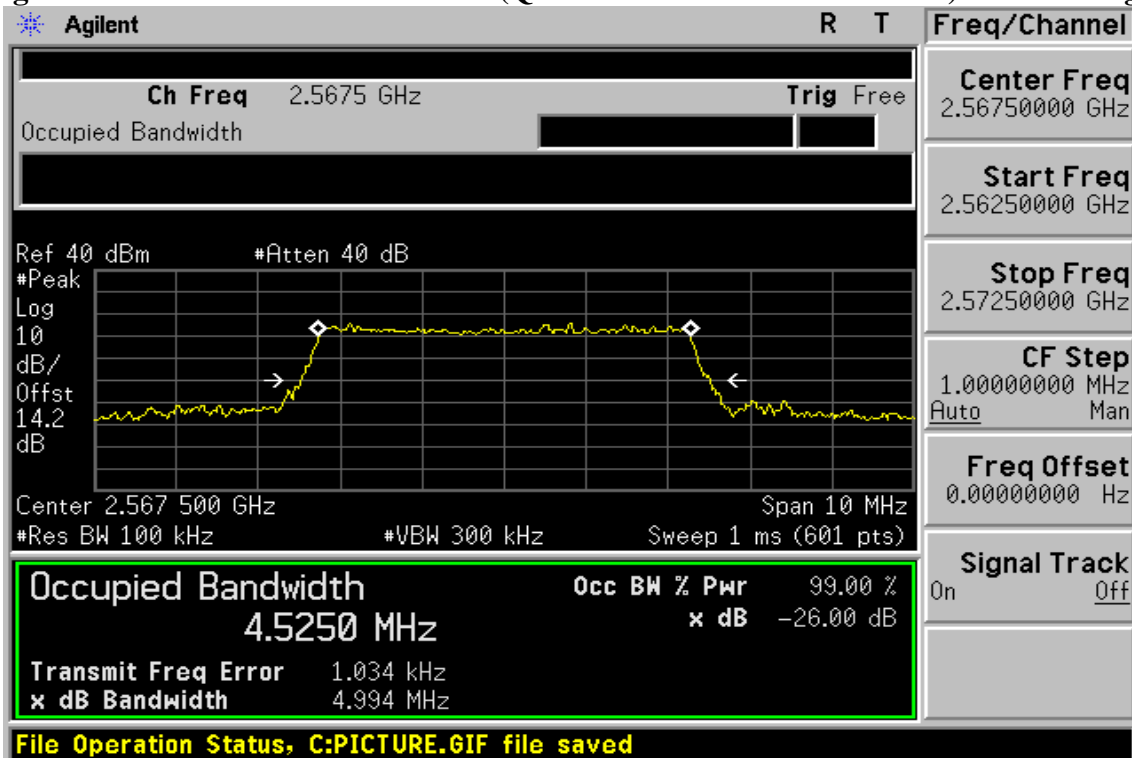 Agilent R T
Ch Freq 2.5675 GHz Trig Free
Occupied Bandwidth
Ref 40 dBm #Atten 40 dB
#Peak
Log
10
dB/
Offst
14.2
dB
Center 2.567 500 GHz Span 10 MHz
#Res BW 100 kHz #VBW 300 kHz Sweep 1 ms (601 pts)
Occupied Bandwidth Occ BW % Pwr 99.00 %
4.5250 MHz x dB -26.00 dB
Transmit Freq Error 1.034 kHz
x dB Bandwidth 4.994 MHz
File Operation Status, C:PICTURE.GIF file saved
Freq/Channel
Center Freq
2.56750000 GHz
Start Freq
2.56250000 GHz
Stop Freq
2.57250000 GHz
CF Step
1.00000000 MHz
Auto Man
Freq Offset
0.00000000 Hz
Signal Track
On Off